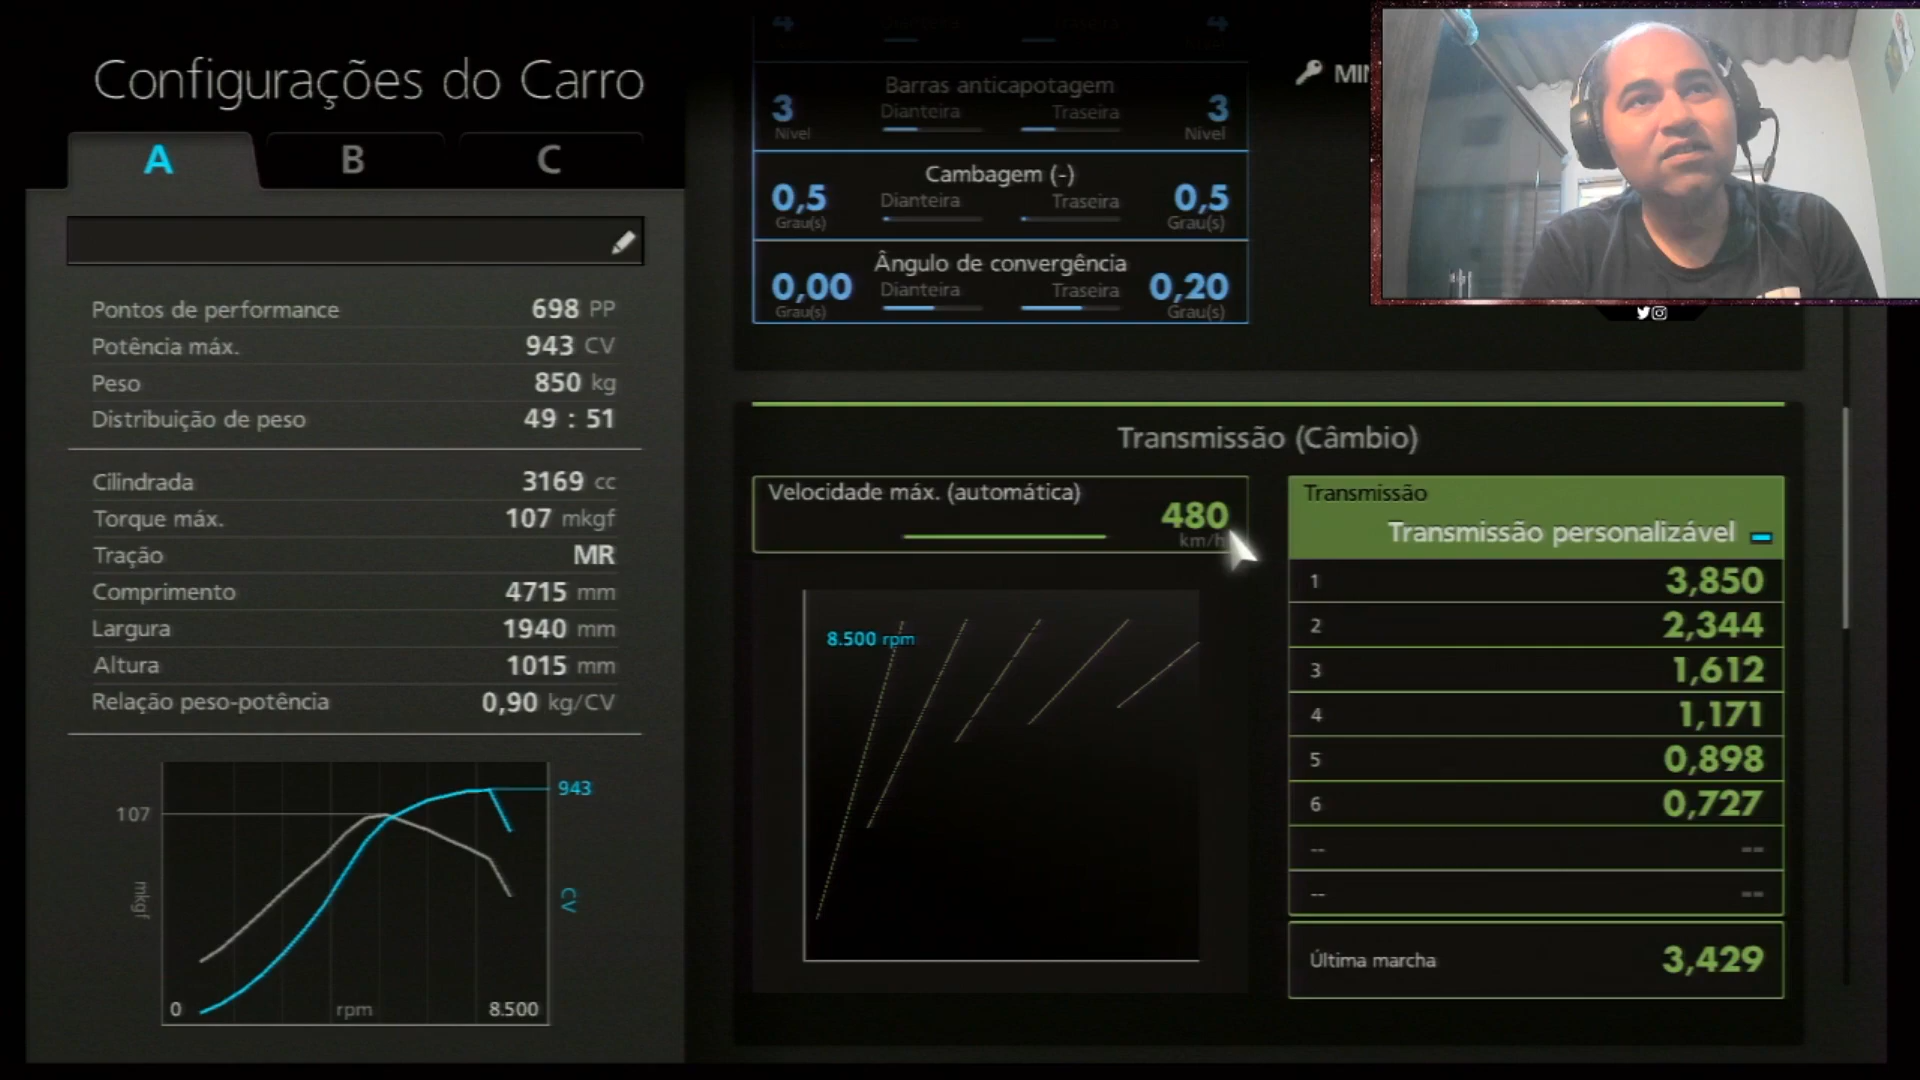 Configurações do Carro
A
B
C
Pontos de performance 698 PP
Potência máx. 943 CV
Peso 850 kg
Distribuição de peso 49 : 51
Cilindrada 3169 cc
Torque máx. 107 mkgf
Tração MR
Comprimento 4715 mm
Largura 1940 mm
Altura 1015 mm
Relação peso-potência 0,90 kg/CV
943
107
mkgf
CV
0 rpm 8.500
4 Dianteira Traseira 4
Barras anticapotagem
3 Dianteira Traseira 3
Nível Nível
Cambagem (-)
0,5 Dianteira Traseira 0,5
Grau(s) Grau(s)
Ângulo de convergência
0,00 Dianteira Traseira 0,20
Grau(s) Grau(s)
Transmissão (Câmbio)
Velocidade máx. (automática)
480
km/h
8.500 rpm
Transmissão
Transmissão personalizável
1 3,850
2 2,344
3 1,612
4 1,171
5 0,898
6 0,727
-- --
-- --
Última marcha 3,429